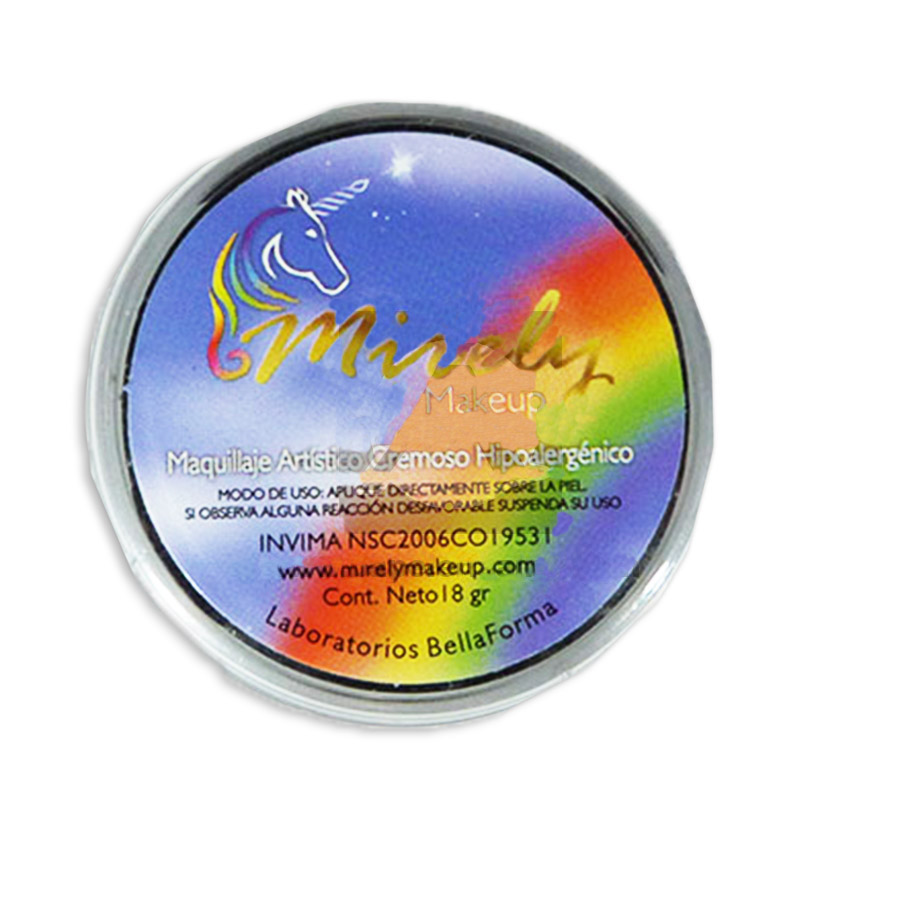 Mirely
Makeup
Maquillaje Artístico Cremoso Hipoalergénico
MODO DE USO: APLIQUE DIRECTAMENTE SOBRE LA PIEL.
SI OBSERVA ALGUNA REACCIÓN DESFAVORABLE SUSPENDA SU USO
INVIMA NSC2006CO19531
www.mirelymakeup.com
Cont. Neto18 gr
Laboratorios BellaForma